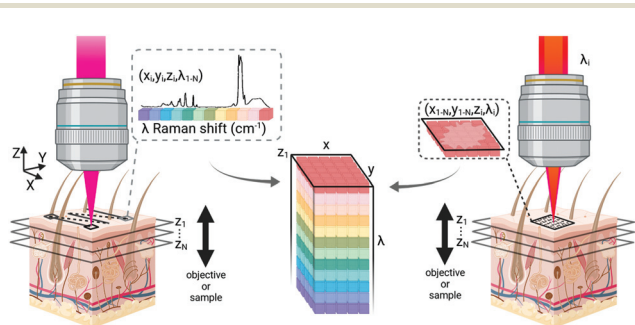 (xᵢ,yᵢ,zᵢ,λ₁₋N)
λ Raman shift (cm⁻¹)
Z
Y
X
z₁
zN
objective
or
sample
z₁
x
y
λ
(x₁₋N,y₁₋N,zᵢ,λᵢ)
λᵢ
z₁
zN
objective
or
sample